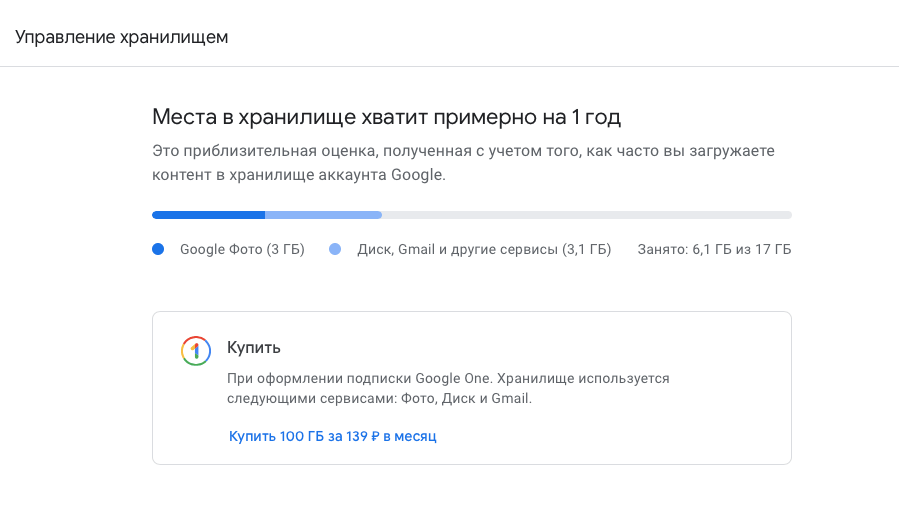 Управление хранилищем
Места в хранилище хватит примерно на 1 год
Это приблизительная оценка, полученная с учетом того, как часто вы загружаете
контент в хранилище аккаунта Google.
Google Фото (3 ГБ) Диск, Gmail и другие сервисы (3,1 ГБ) Занято: 6,1 ГБ из 17 ГБ
1 Купить
При оформлении подписки Google One. Хранилище используется
следующими сервисами: Фото, Диск и Gmail.
Купить 100 ГБ за 139 ₽ в месяц